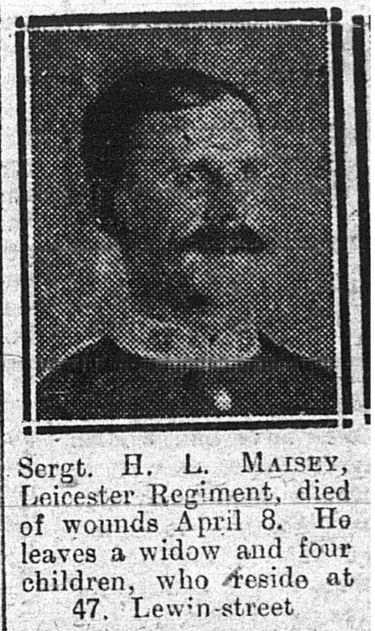 Sergt. H. L. MAISEY,
Leicester Regiment, died
of wounds April 8. He
leaves a widow and four
children, who reside at
47, Lewin-street